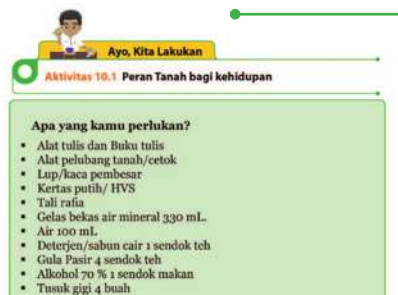 Ayo, Kita Lakukan
Aktivitas 10.1 Peran Tanah bagi kehidupan
Apa yang kamu perlukan?
▪ Alat tulis dan Buku tulis
▪ Alat pelubang tanah/cetok
▪ Lup/kaca pembesar
▪ Kertas putih/ HVS
▪ Tali rafia
▪ Gelas bekas air mineral 330 mL.
▪ Air 100 mL
▪ Deterjen/sabun cair 1 sendok teh
▪ Gula Pasir 4 sendok teh
▪ Alkohol 70 % 1 sendok makan
▪ Tusuk gigi 4 buah